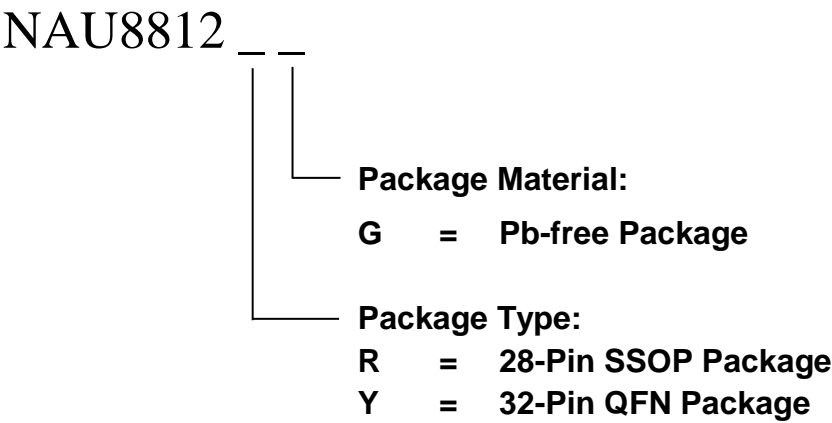 NAU8812 _ _
Package Material:
G = Pb-free Package
Package Type:
R = 28-Pin SSOP Package
Y = 32-Pin QFN Package